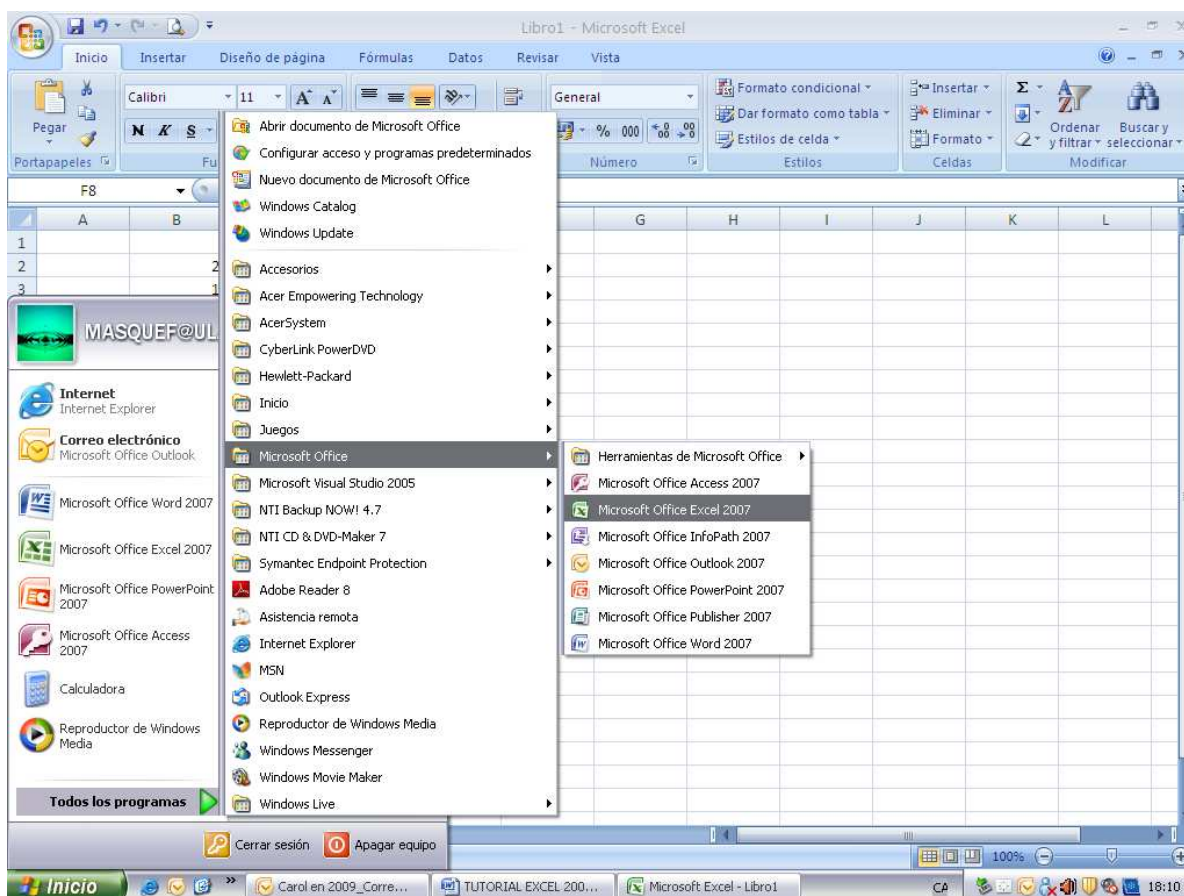 Libro1 - Microsoft Excel
Inicio Insertar Diseño de página Fórmulas Datos Revisar Vista
Pegar
Portapapeles
Calibri 11
N K S
Fu
General
% 000
Número
Formato condicional
Dar formato como tabla
Estilos de celda
Estilos
Insertar
Eliminar
Formato
Celdas
Σ
Ordenar y filtrar
Buscar y seleccionar
Modificar
F8
A B G H I J K L
1
2 2
3 1
MASQUEF@UL
Internet
Internet Explorer
Correo electrónico
Microsoft Office Outlook
Microsoft Office Word 2007
Microsoft Office Excel 2007
Microsoft Office PowerPoint
2007
Microsoft Office Access
2007
Calculadora
Reproductor de Windows
Media
Todos los programas
Cerrar sesión Apagar equipo
Abrir documento de Microsoft Office
Configurar acceso y programas predeterminados
Nuevo documento de Microsoft Office
Windows Catalog
Windows Update
Accesorios
Acer Empowering Technology
AcerSystem
CyberLink PowerDVD
Hewlett-Packard
Inicio
Juegos
Microsoft Office
Microsoft Visual Studio 2005
NTI Backup NOW! 4.7
NTI CD & DVD-Maker 7
Symantec Endpoint Protection
Adobe Reader 8
Asistencia remota
Internet Explorer
MSN
Outlook Express
Reproductor de Windows Media
Windows Messenger
Windows Movie Maker
Windows Live
Herramientas de Microsoft Office
Microsoft Office Access 2007
Microsoft Office Excel 2007
Microsoft Office InfoPath 2007
Microsoft Office Outlook 2007
Microsoft Office PowerPoint 2007
Microsoft Office Publisher 2007
Microsoft Office Word 2007
100%
Inicio Carol en 2009_Corre... TUTORIAL EXCEL 200... Microsoft Excel - Libro1 CA 18:10